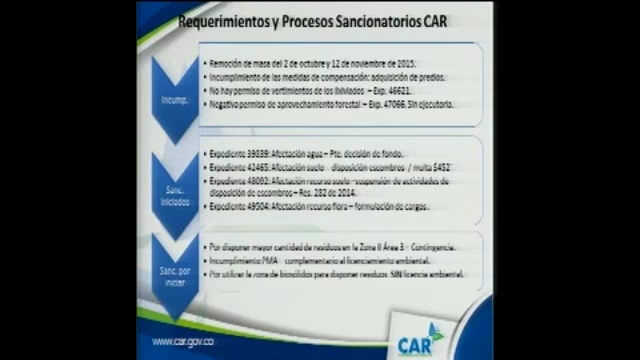 Requerimientos y Procesos Sancionatorios CAR
Incump.
• Remoción de masa del 2 de octubre y 12 de noviembre de 2015.
• Incumplimiento de las medidas de compensación: adquisición de predios.
• No hay permiso de vertimientos de los lixiviados – Exp. 46621.
• Negativa permiso de aprovechamiento forestal – Exp. 47066. Sin ejecutoria.
Sanc.
Iniciados
• Expediente 39839: Afectación agua – Pte. decisión de fondo.
• Expediente 42465: Afectación suelo – disposición escombros / multa $452
• Expediente 48092: Afectación recurso suelo -suspensión de actividades de
disposición de escombros – Res. 282 de 2014.
• Expediente 49504: Afectación recurso flora – formulación de cargos.
Sanc. por
iniciar
• Por disponer mayor cantidad de residuos en la Zona II Área 3 - Contingencia.
• Incumplimiento PMA - complementario al licenciamiento ambiental.
• Por utilizar la zona de biosólidos para disponer residuos SIN licencia ambiental.
www.car.gov.co
CAR